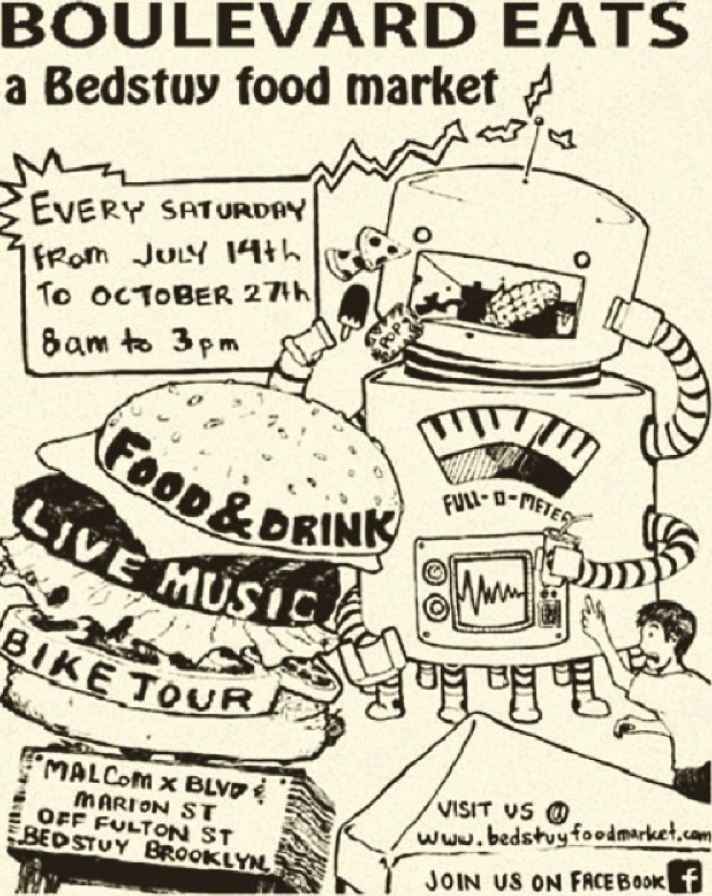 BOULEVARD EATS
a Bedstuy food market
EVERY SATURDAY
FROM JULY 14th
TO OCTOBER 27th
8am to 3pm
POP!
FULL-O-METER
FOOD & DRINK
LIVE MUSIC
BIKE TOUR
MALCOM X BLVD &
MARION ST
OFF FULTON ST
BEDSTUY BROOKLYN
VISIT US @
www.bedstuyfoodmarket.com
JOIN US ON FACEBOOK f